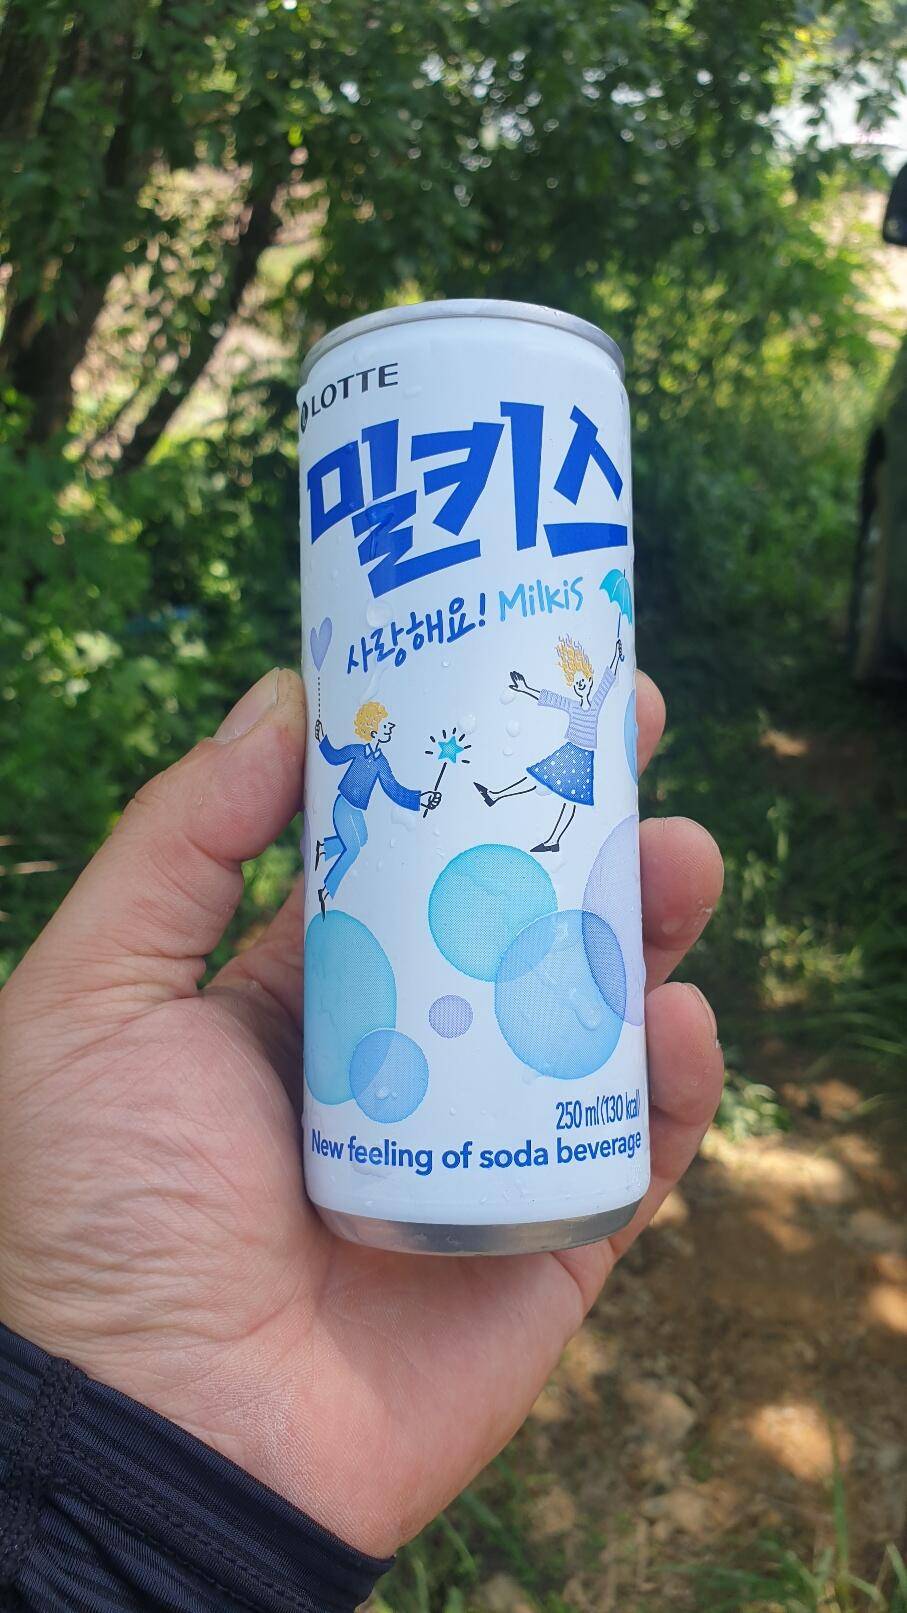 LOTTE
밀키스
사랑해요! Milkis
250 ml(130 kcal)
New feeling of soda beverage